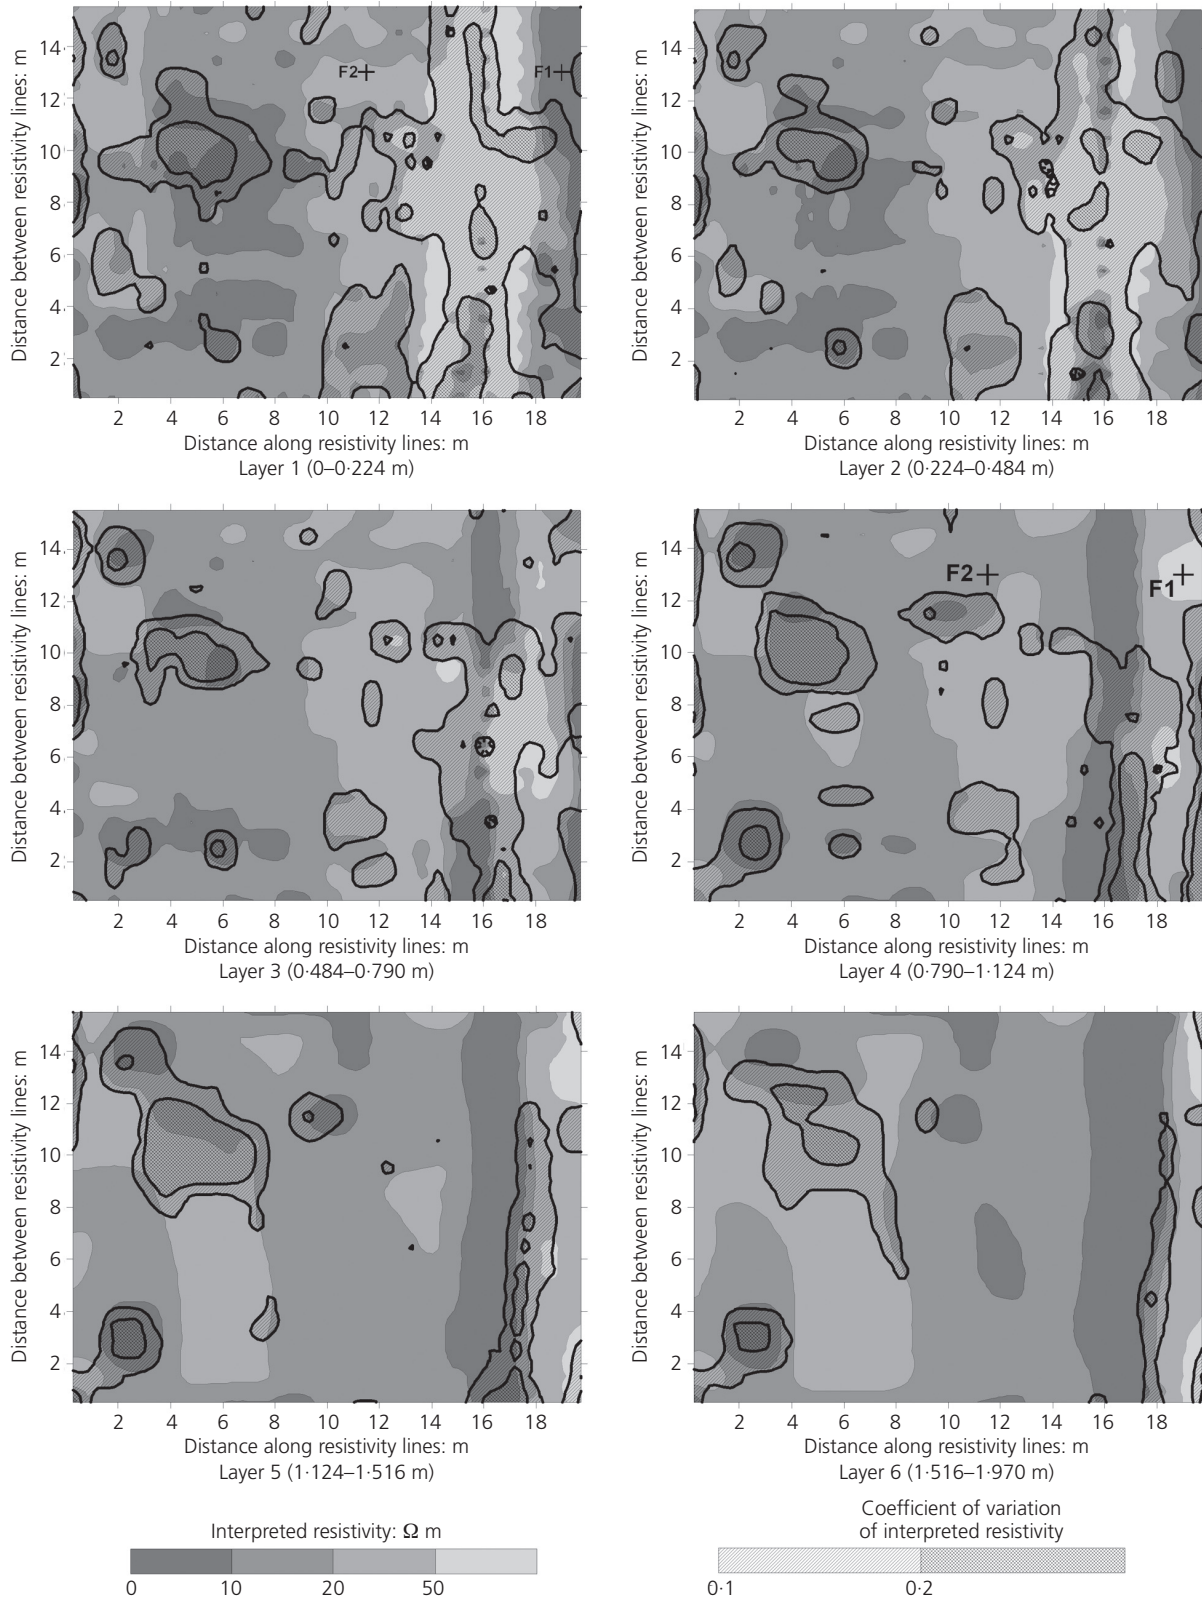 Distance between resistivity lines: m
14
12
10
8
6
4
2
F2
F1
2 4 6 8 10 12 14 16 18
Distance along resistivity lines: m
Layer 1 (0–0·224 m)
Distance between resistivity lines: m
14
12
10
8
6
4
2
2 4 6 8 10 12 14 16 18
Distance along resistivity lines: m
Layer 2 (0·224–0·484 m)
Distance between resistivity lines: m
14
12
10
8
6
4
2
2 4 6 8 10 12 14 16 18
Distance along resistivity lines: m
Layer 3 (0·484–0·790 m)
Distance between resistivity lines: m
14
12
10
8
6
4
2
F2
F1
2 4 6 8 10 12 14 16 18
Distance along resistivity lines: m
Layer 4 (0·790–1·124 m)
Distance between resistivity lines: m
14
12
10
8
6
4
2
2 4 6 8 10 12 14 16 18
Distance along resistivity lines: m
Layer 5 (1·124–1·516 m)
Distance between resistivity lines: m
14
12
10
8
6
4
2
2 4 6 8 10 12 14 16 18
Distance along resistivity lines: m
Layer 6 (1·516–1·970 m)
Interpreted resistivity: Ω m
0 10 20 50
Coefficient of variation
of interpreted resistivity
0·1 0·2